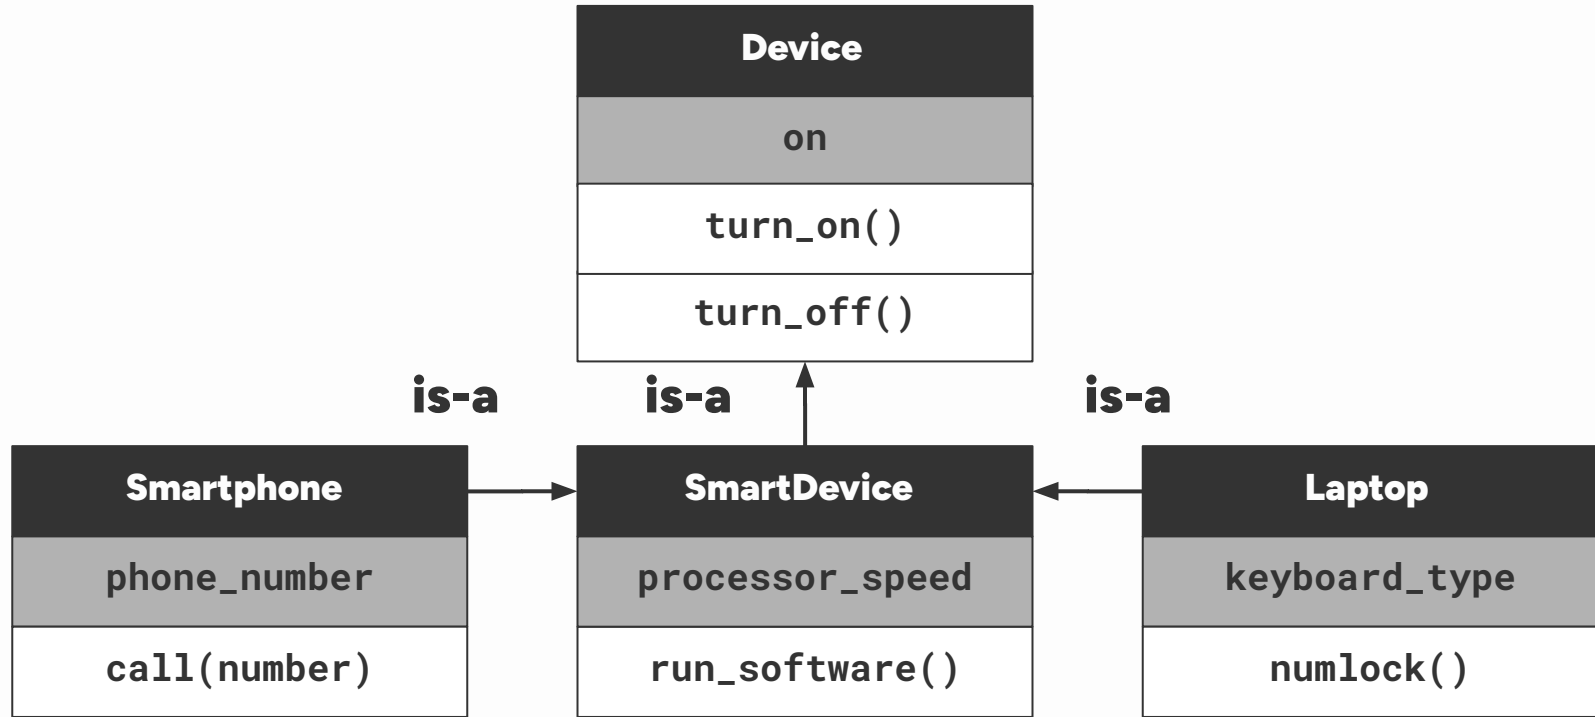 Device
on
turn_on()
turn_off()
is-a
is-a
is-a
Smartphone
phone_number
call(number)
SmartDevice
processor_speed
run_software()
Laptop
keyboard_type
numlock()